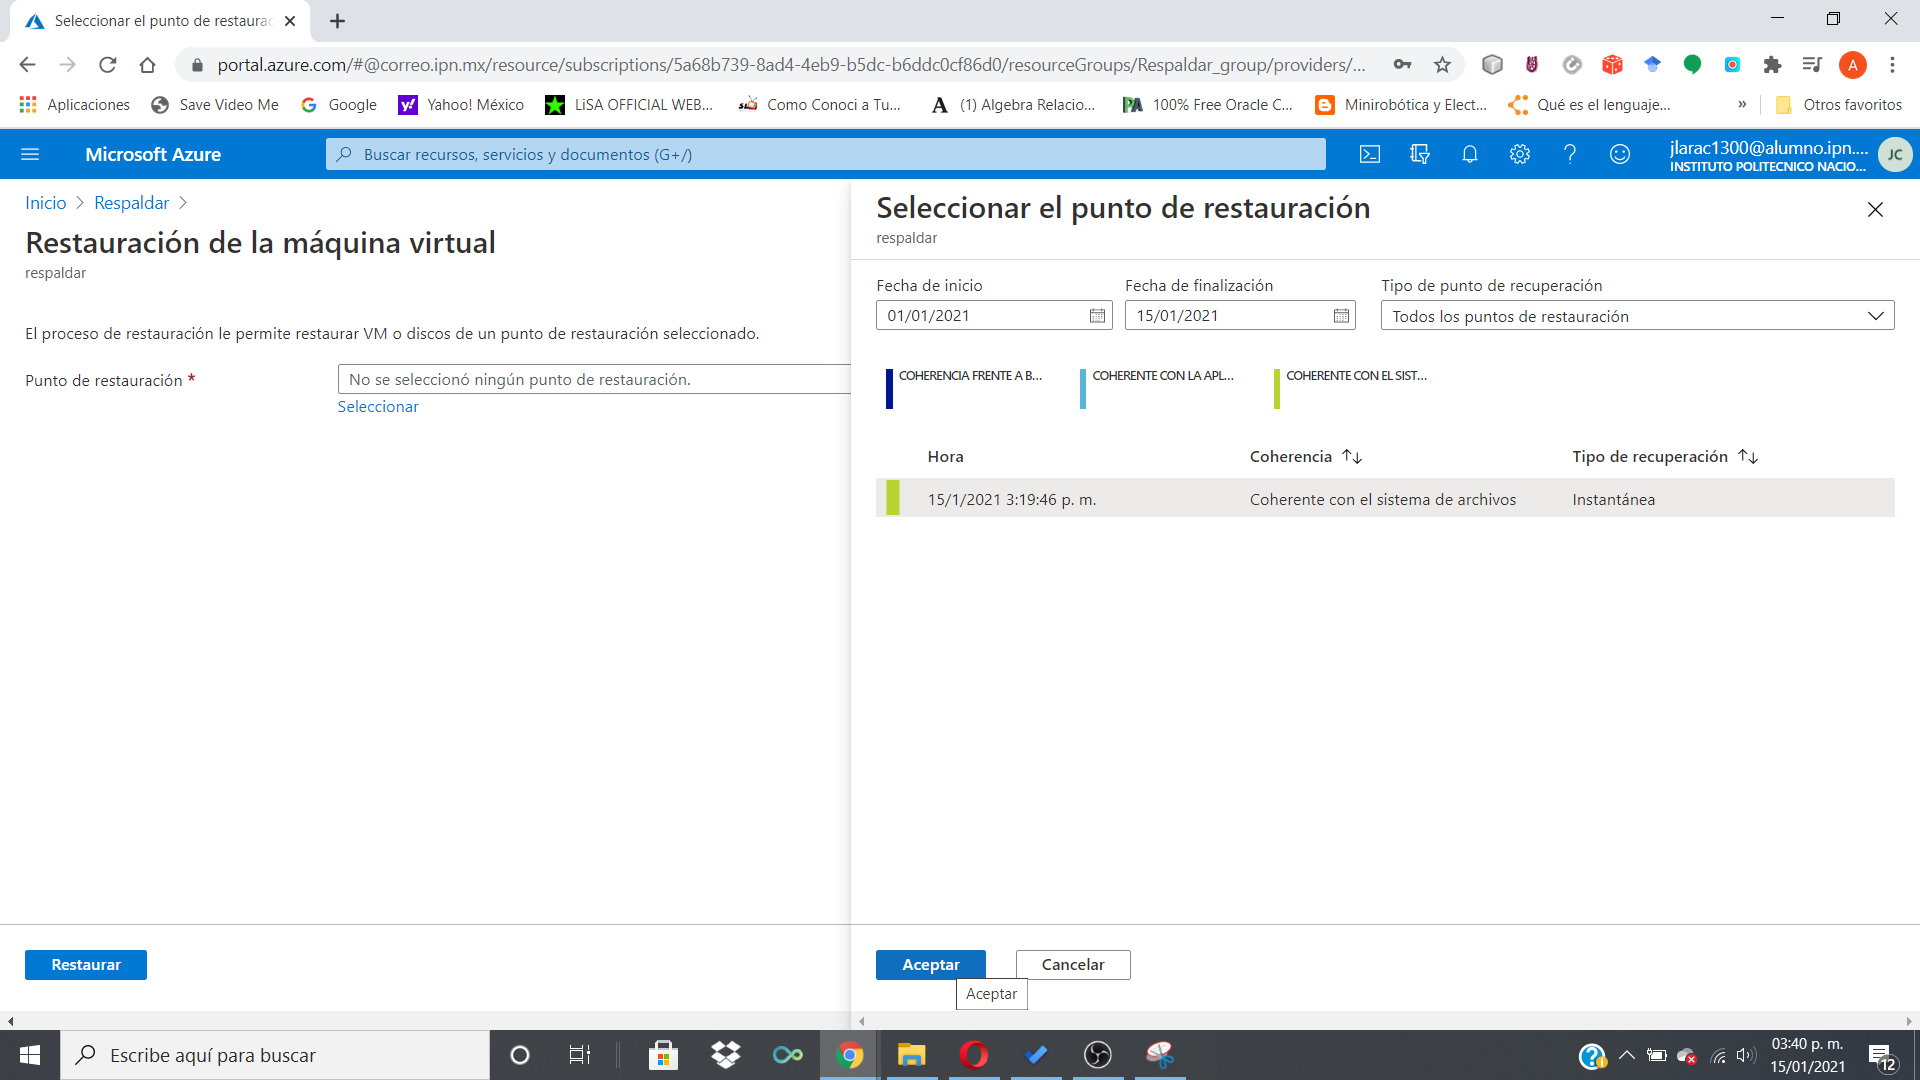 Seleccionar el punto de restaurac
portal.azure.com/#@correo.ipn.mx/resource/subscriptions/5a68b739-8ad4-4eb9-b5dc-b6ddc0cf86d0/resourceGroups/Respaldar_group/providers/...
A
Aplicaciones
Save Video Me
Google
Yahoo! México
LiSA OFFICIAL WEB...
Como Conoci a Tu...
(1) Algebra Relacio...
100% Free Oracle C...
Minirobótica y Elect...
Qué es el lenguaje...
»
Otros favoritos
Microsoft Azure
Buscar recursos, servicios y documentos (G+/)
jlarac1300@alumno.ipn....
INSTITUTO POLITECNICO NACIO...
JC
Inicio > Respaldar >
Restauración de la máquina virtual
respaldar
El proceso de restauración le permite restaurar VM o discos de un punto de restauración seleccionado.
Punto de restauración *
No se seleccionó ningún punto de restauración.
Seleccionar
Restaurar
Seleccionar el punto de restauración
respaldar
Fecha de inicio
01/01/2021
Fecha de finalización
15/01/2021
Tipo de punto de recuperación
Todos los puntos de restauración
COHERENCIA FRENTE A B...
COHERENTE CON LA APL...
COHERENTE CON EL SIST...
Hora
Coherencia
Tipo de recuperación
15/1/2021 3:19:46 p. m.
Coherente con el sistema de archivos
Instantánea
Aceptar
Cancelar
Aceptar
Escribe aquí para buscar
03:40 p. m.
15/01/2021
12